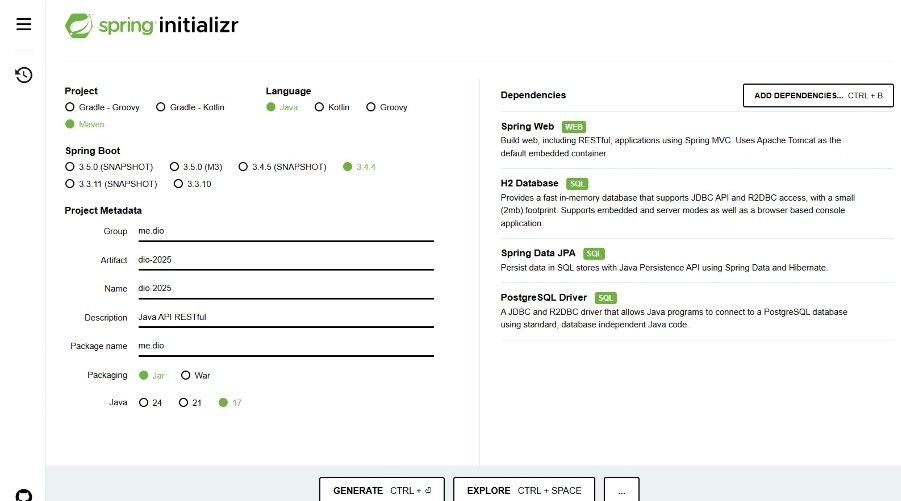 spring initializr
Project
Gradle - Groovy Gradle - Kotlin
Maven
Language
Java Kotlin Groovy
Spring Boot
3.5.0 (SNAPSHOT) 3.5.0 (M3) 3.4.5 (SNAPSHOT) 3.4.4
3.3.11 (SNAPSHOT) 3.3.10
Project Metadata
Group me.dio
Artifact dio-2025
Name dio-2025
Description Java API RESTful
Package name me.dio
Packaging Jar War
Java 24 21 17
Dependencies ADD DEPENDENCIES... CTRL + B
Spring Web WEB
Build web, including RESTful, applications using Spring MVC. Uses Apache Tomcat as the
default embedded container.
H2 Database SQL
Provides a fast in-memory database that supports JDBC API and R2DBC access, with a small
(2mb) footprint. Supports embedded and server modes as well as a browser based console
application.
Spring Data JPA SQL
Persist data in SQL stores with Java Persistence API using Spring Data and Hibernate.
PostgreSQL Driver SQL
A JDBC and R2DBC driver that allows Java programs to connect to a PostgreSQL database
using standard, database independent Java code.
GENERATE CTRL + ⏎ EXPLORE CTRL + SPACE ...